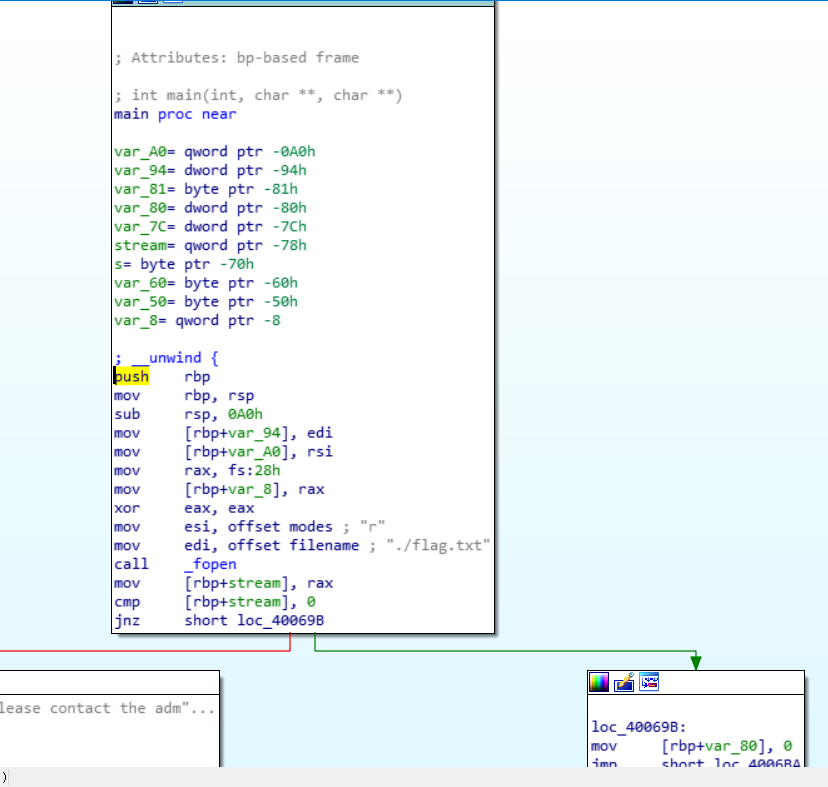 ; Attributes: bp-based frame
; int main(int, char **, char **)
main proc near
var_A0= qword ptr -0A0h
var_94= dword ptr -94h
var_81= byte ptr -81h
var_80= dword ptr -80h
var_7C= dword ptr -7Ch
stream= qword ptr -78h
s= byte ptr -70h
var_60= byte ptr -60h
var_50= byte ptr -50h
var_8= qword ptr -8
; __unwind {
push rbp
mov rbp, rsp
sub rsp, 0A0h
mov [rbp+var_94], edi
mov [rbp+var_A0], rsi
mov rax, fs:28h
mov [rbp+var_8], rax
xor eax, eax
mov esi, offset modes ; "r"
mov edi, offset filename ; "./flag.txt"
call _fopen
mov [rbp+stream], rax
cmp [rbp+stream], 0
jnz short loc_40069B
lease contact the adm"...
loc_40069B:
mov [rbp+var_80], 0
jmp short loc_4006BA
)